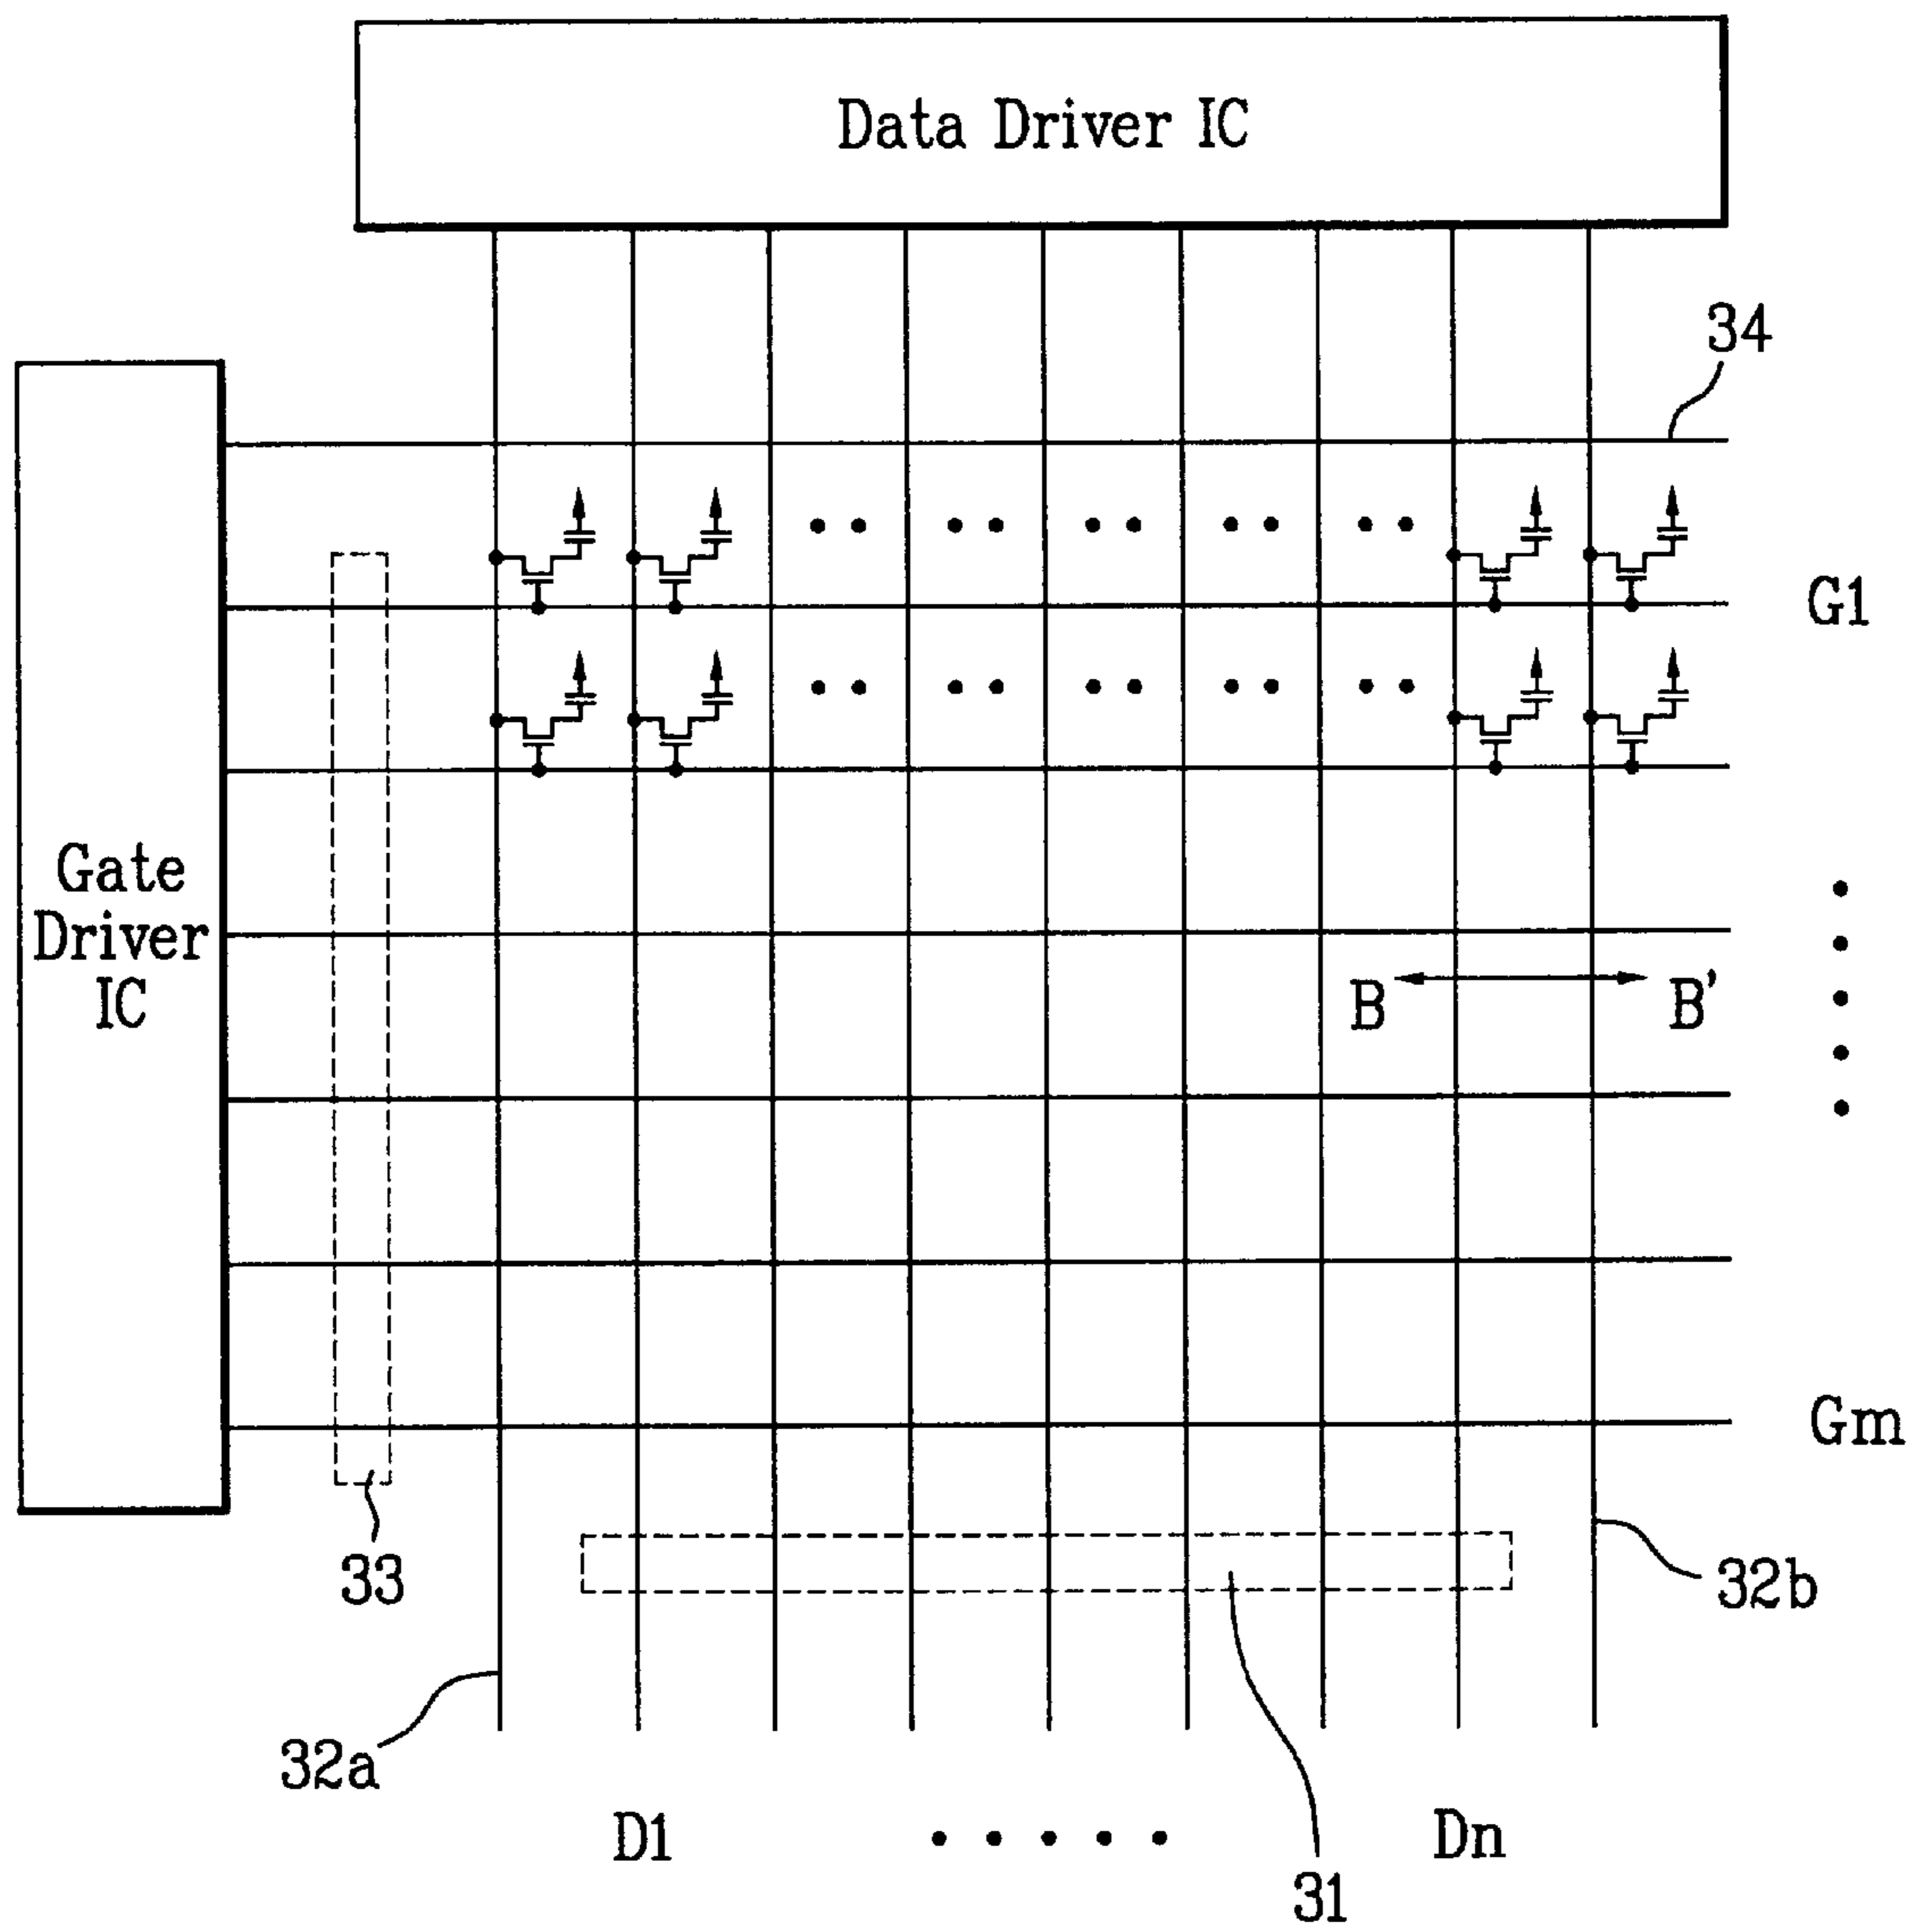 Data Driver IC
34
G1
Gate
Driver
IC
B
B'
Gm
33
32b
32a
D1
Dn
31